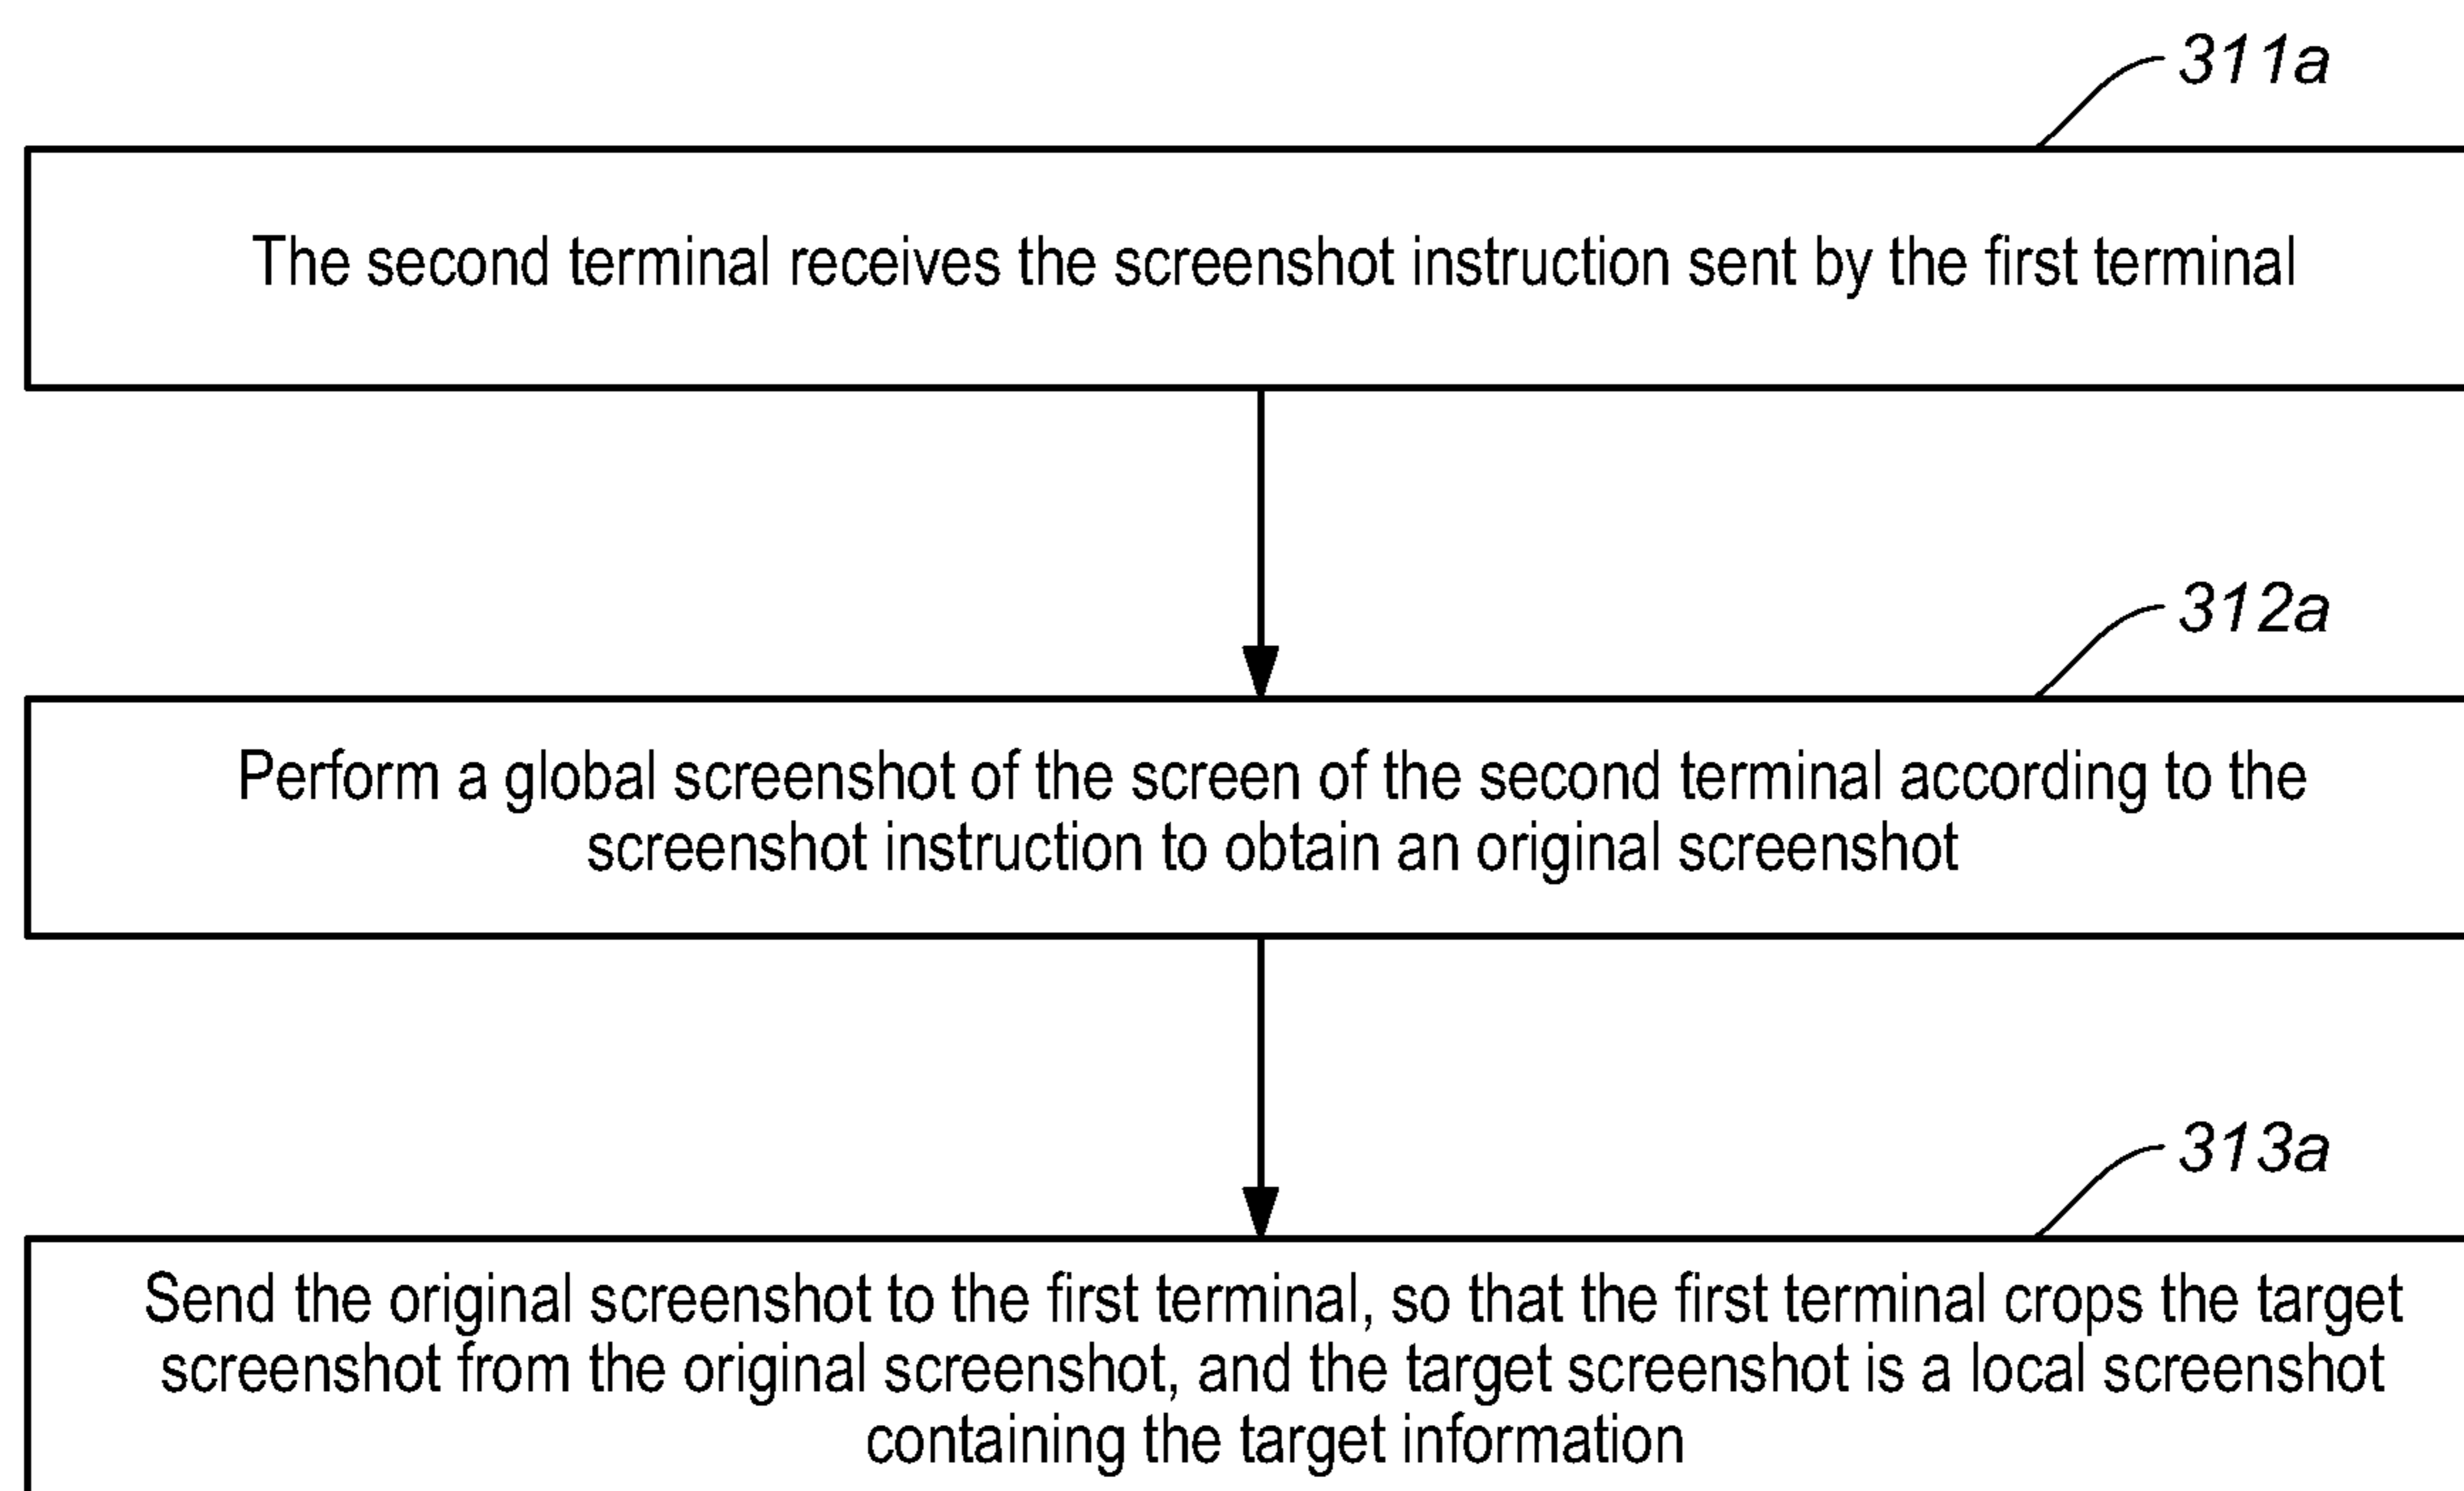 311a
The second terminal receives the screenshot instruction sent by the first terminal
312a
Perform a global screenshot of the screen of the second terminal according to the
screenshot instruction to obtain an original screenshot
313a
Send the original screenshot to the first terminal, so that the first terminal crops the target
screenshot from the original screenshot, and the target screenshot is a local screenshot
containing the target information